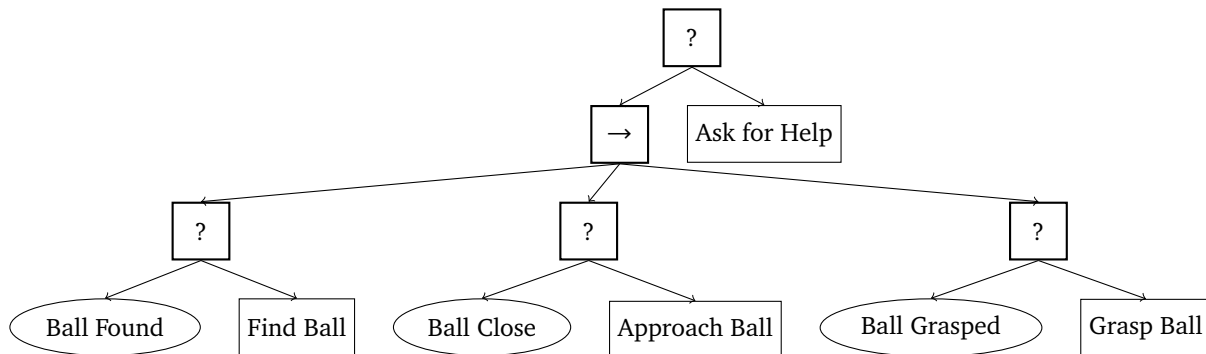 ?
→
Ask for Help
?
?
?
Ball Found
Find Ball
Ball Close
Approach Ball
Ball Grasped
Grasp Ball